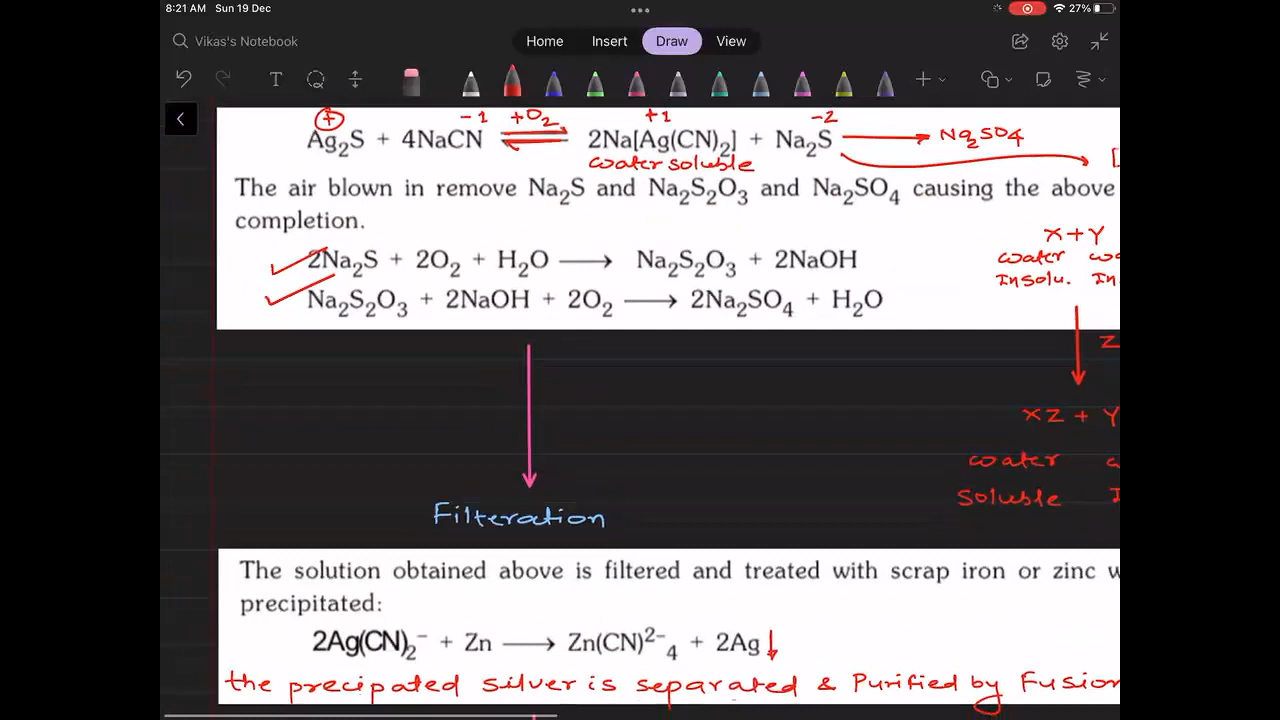 8:21 AM Sun 19 Dec
27%
Vikas's Notebook
Home Insert Draw View
+ -1 +O₂ +1 -2
Ag₂S + 4NaCN ⇌ 2Na[Ag(CN)₂] + Na₂S → Na₂SO₄
water soluble [
The air blown in remove Na₂S and Na₂S₂O₃ and Na₂SO₄ causing the above
completion.
X+Y
2Na₂S + 2O₂ + H₂O → Na₂S₂O₃ + 2NaOH
water
Insolu.
Na₂S₂O₃ + 2NaOH + 2O₂ → 2Na₂SO₄ + H₂O
Z
XZ + Y
water
soluble
Filteration
The solution obtained above is filtered and treated with scrap iron or zinc
precipitated:
2Ag(CN)₂⁻ + Zn → Zn(CN)²⁻₄ + 2Ag↓
the precipated silver is separated & Purified by Fusion